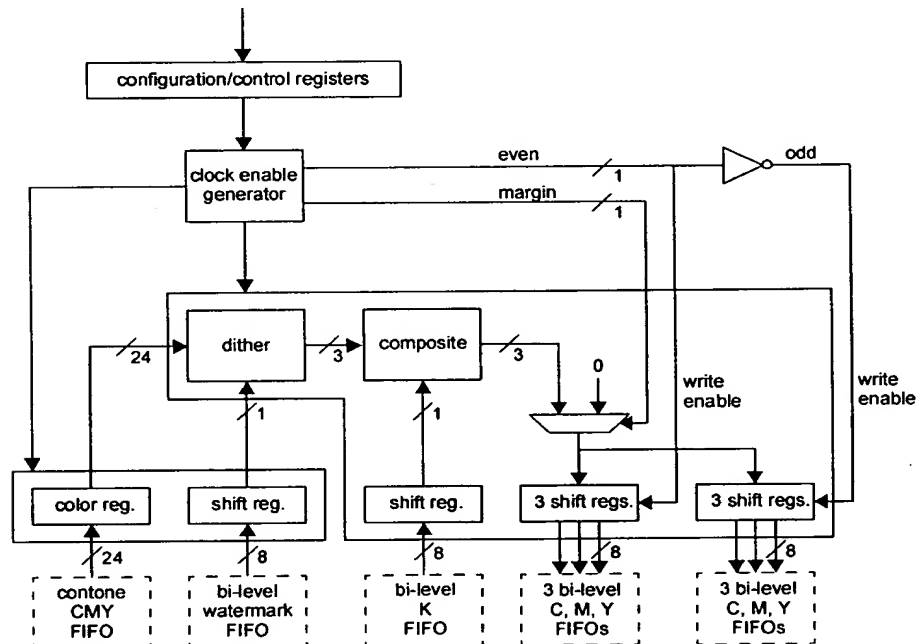 configuration/control registers
clock enable
generator
even
1
odd
margin
1
dither
composite
24
3
3
0
1
1
write
enable
write
enable
color reg.
shift reg.
shift reg.
3 shift regs.
3 shift regs.
24
8
8
8
8
contone
CMY
FIFO
bi-level
watermark
FIFO
bi-level
K
FIFO
3 bi-level
C, M, Y
FIFOs
3 bi-level
C, M, Y
FIFOs